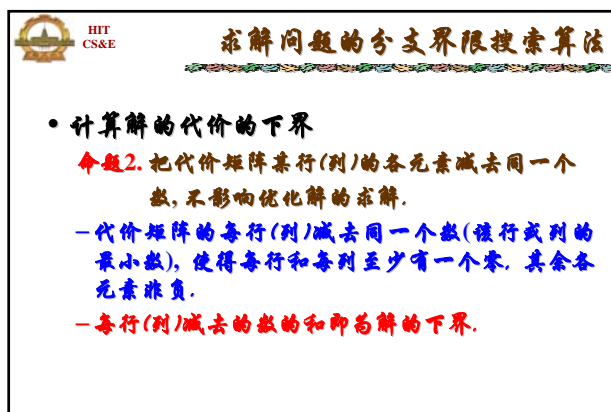 HIT
CS&E
求解问题的分支界限搜索算法
• 计算解的代价的下界
命题2. 把代价矩阵某行(列)的各元素减去同一个
数, 不影响优化解的求解.
– 代价矩阵的每行(列)减去同一个数(该行或列的
最小数), 使得每行和每列至少有一个零, 其余各
元素非负.
– 每行(列)减去的数的和即为解的下界.